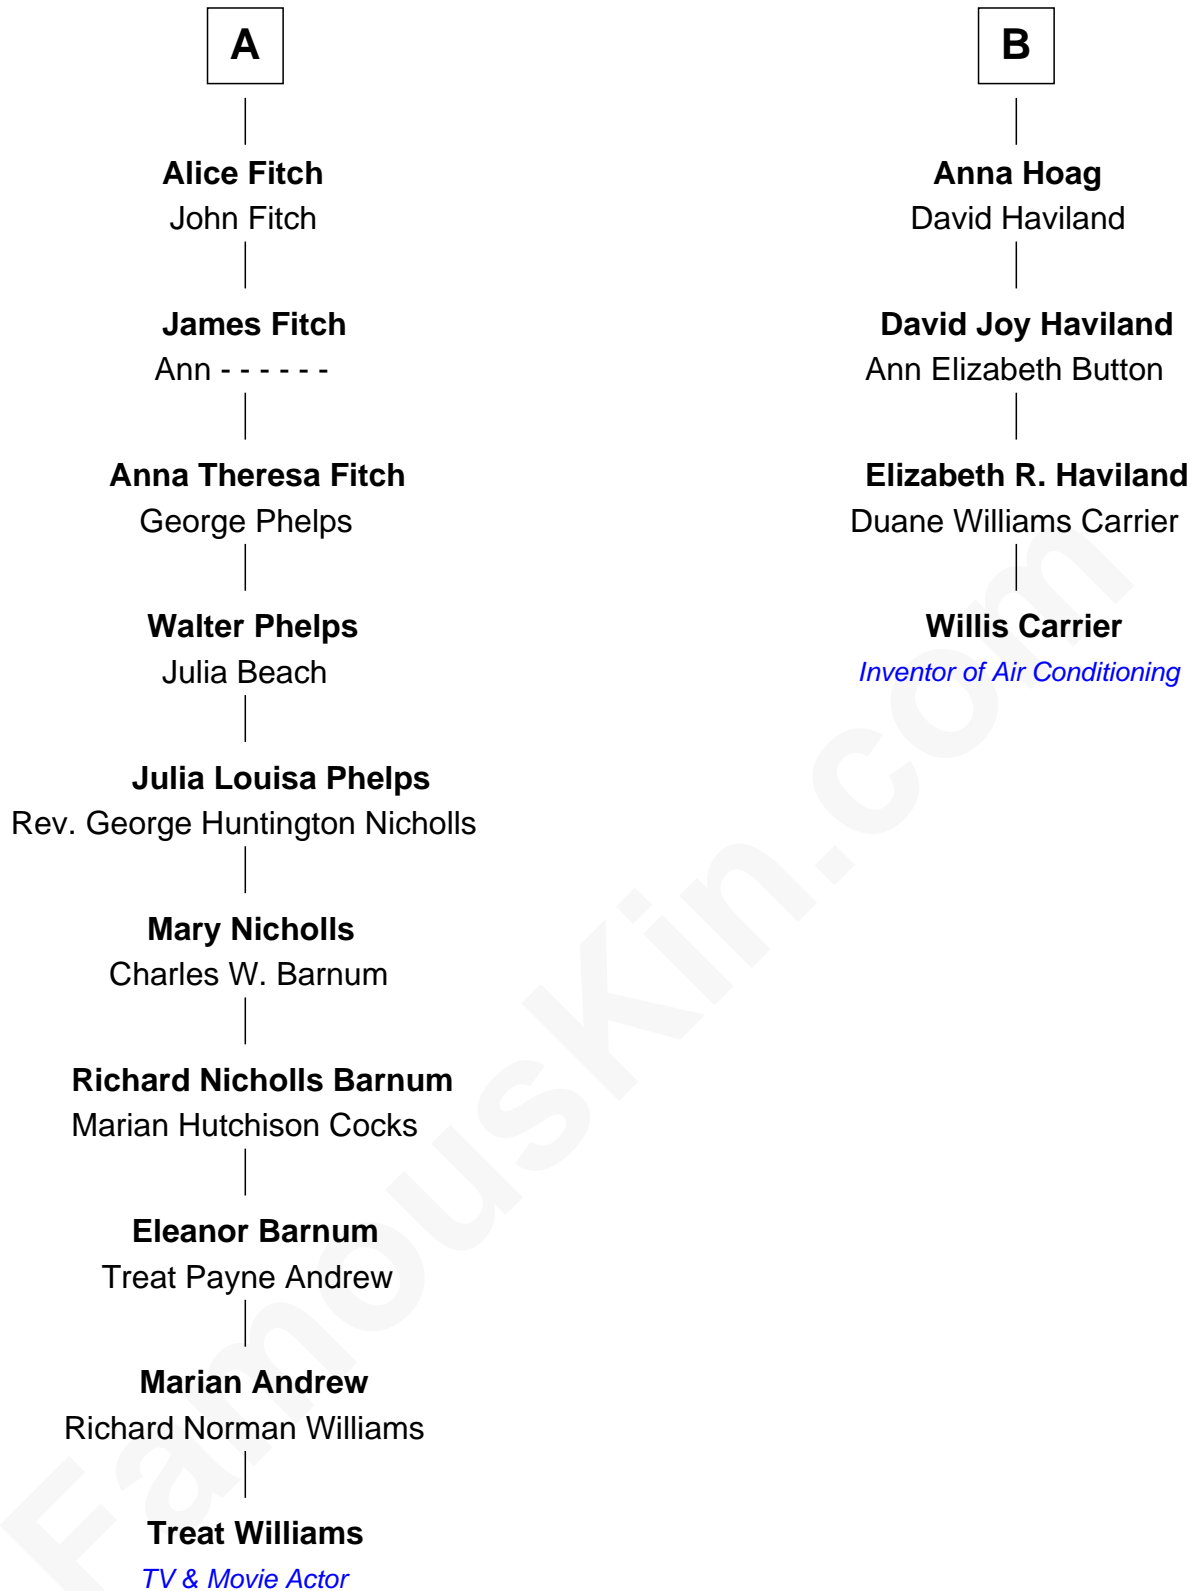 A
Alice Fitch
John Fitch
James Fitch
Ann - - - - - -
Anna Theresa Fitch
George Phelps
Walter Phelps
Julia Beach
Julia Louisa Phelps
Rev. George Huntington Nicholls
Mary Nicholls
Charles W. Barnum
Richard Nicholls Barnum
Marian Hutchison Cocks
Eleanor Barnum
Treat Payne Andrew
Marian Andrew
Richard Norman Williams
Treat Williams
TV & Movie Actor
B
Anna Hoag
David Haviland
David Joy Haviland
Ann Elizabeth Button
Elizabeth R. Haviland
Duane Williams Carrier
Willis Carrier
Inventor of Air Conditioning
FamousKin.com